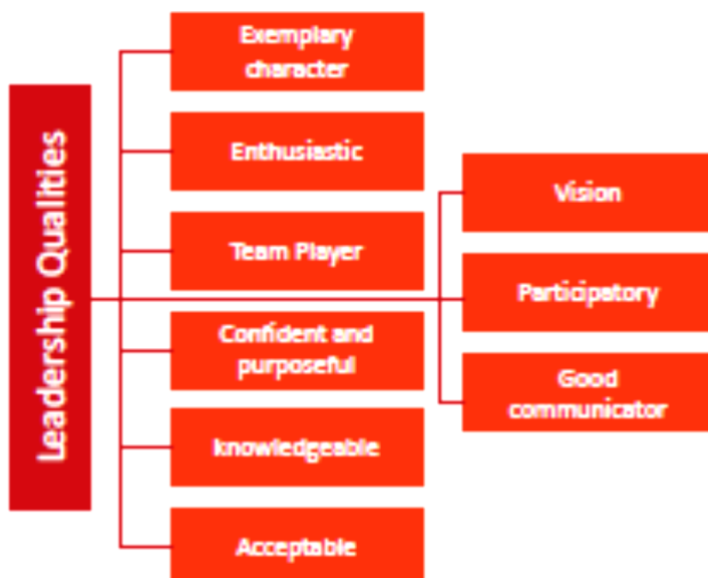 Leadership Qualities
Exemplary
character
Enthusiastic
Team Player
Confident and
purposeful
knowledgeable
Acceptable
Vision
Participatory
Good
communicator